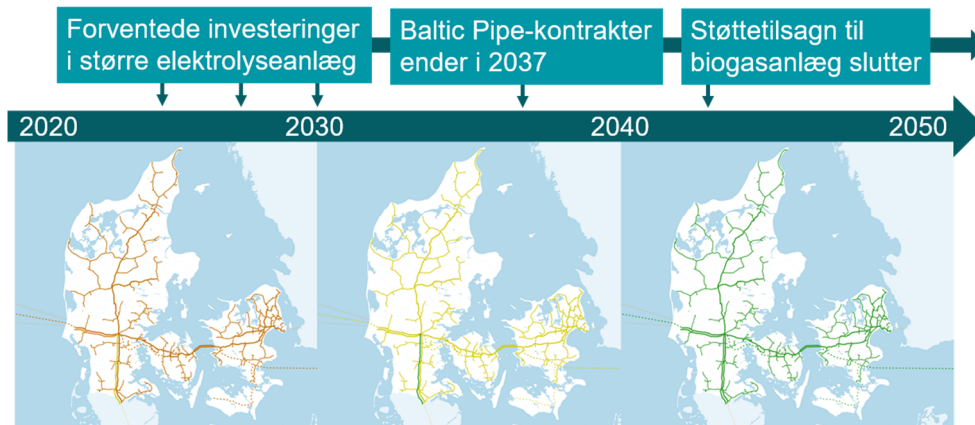 Forventede investeringer
i større elektrolyseanlæg
Baltic Pipe-kontrakter
ender i 2037
Støttetilsagn til
biogasanlæg slutter
2020
2030
2040
2050